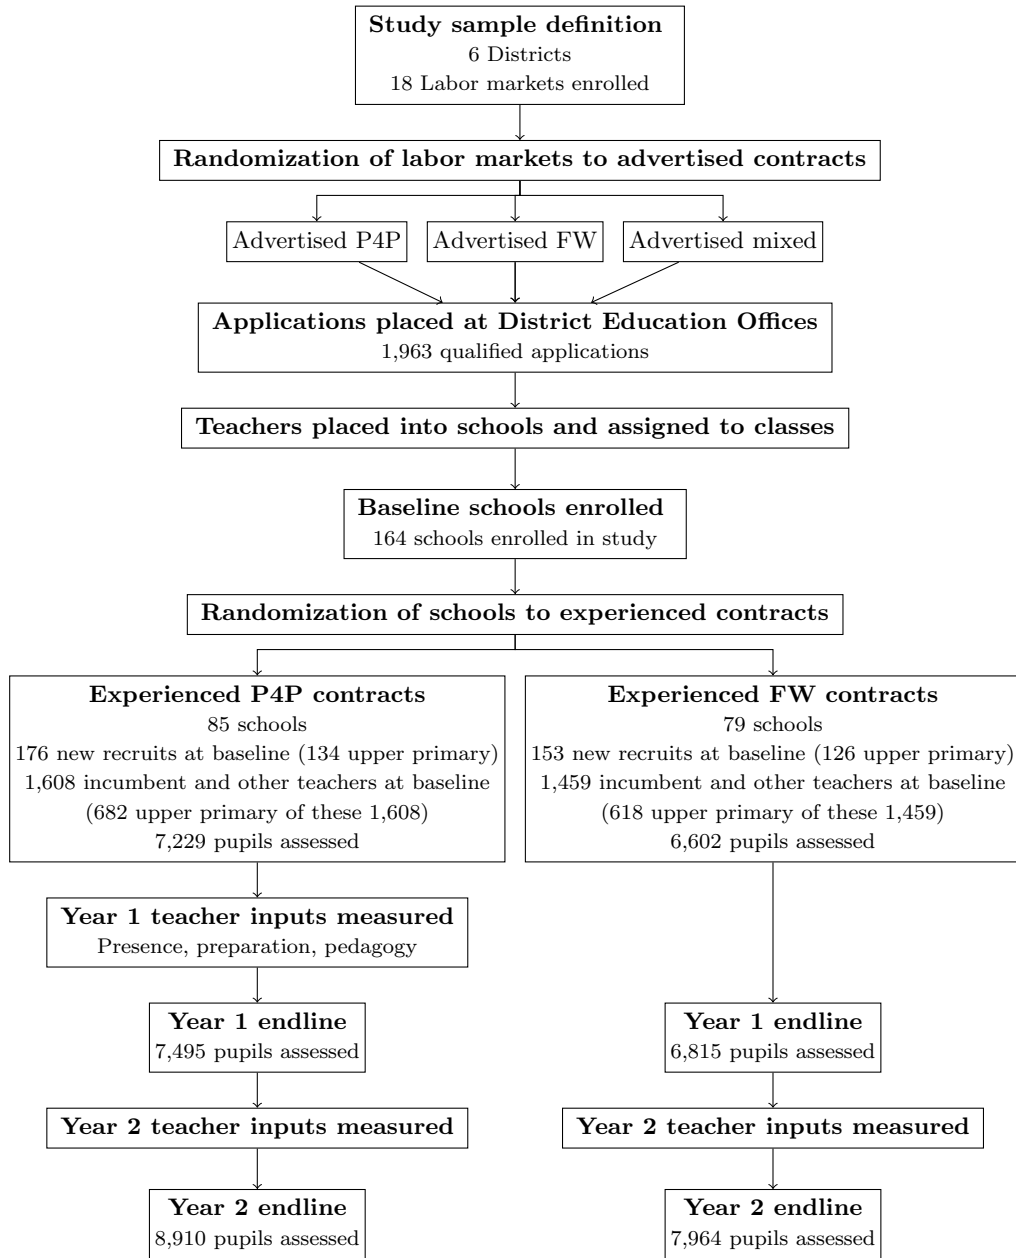 Study sample definition
6 Districts
18 Labor markets enrolled
Randomization of labor markets to advertised contracts
Advertised P4P
Advertised FW
Advertised mixed
Applications placed at District Education Offices
1,963 qualified applications
Teachers placed into schools and assigned to classes
Baseline schools enrolled
164 schools enrolled in study
Randomization of schools to experienced contracts
Experienced P4P contracts
85 schools
176 new recruits at baseline (134 upper primary)
1,608 incumbent and other teachers at baseline
(682 upper primary of these 1,608)
7,229 pupils assessed
Experienced FW contracts
79 schools
153 new recruits at baseline (126 upper primary)
1,459 incumbent and other teachers at baseline
(618 upper primary of these 1,459)
6,602 pupils assessed
Year 1 teacher inputs measured
Presence, preparation, pedagogy
Year 1 endline
7,495 pupils assessed
Year 1 endline
6,815 pupils assessed
Year 2 teacher inputs measured
Year 2 teacher inputs measured
Year 2 endline
8,910 pupils assessed
Year 2 endline
7,964 pupils assessed